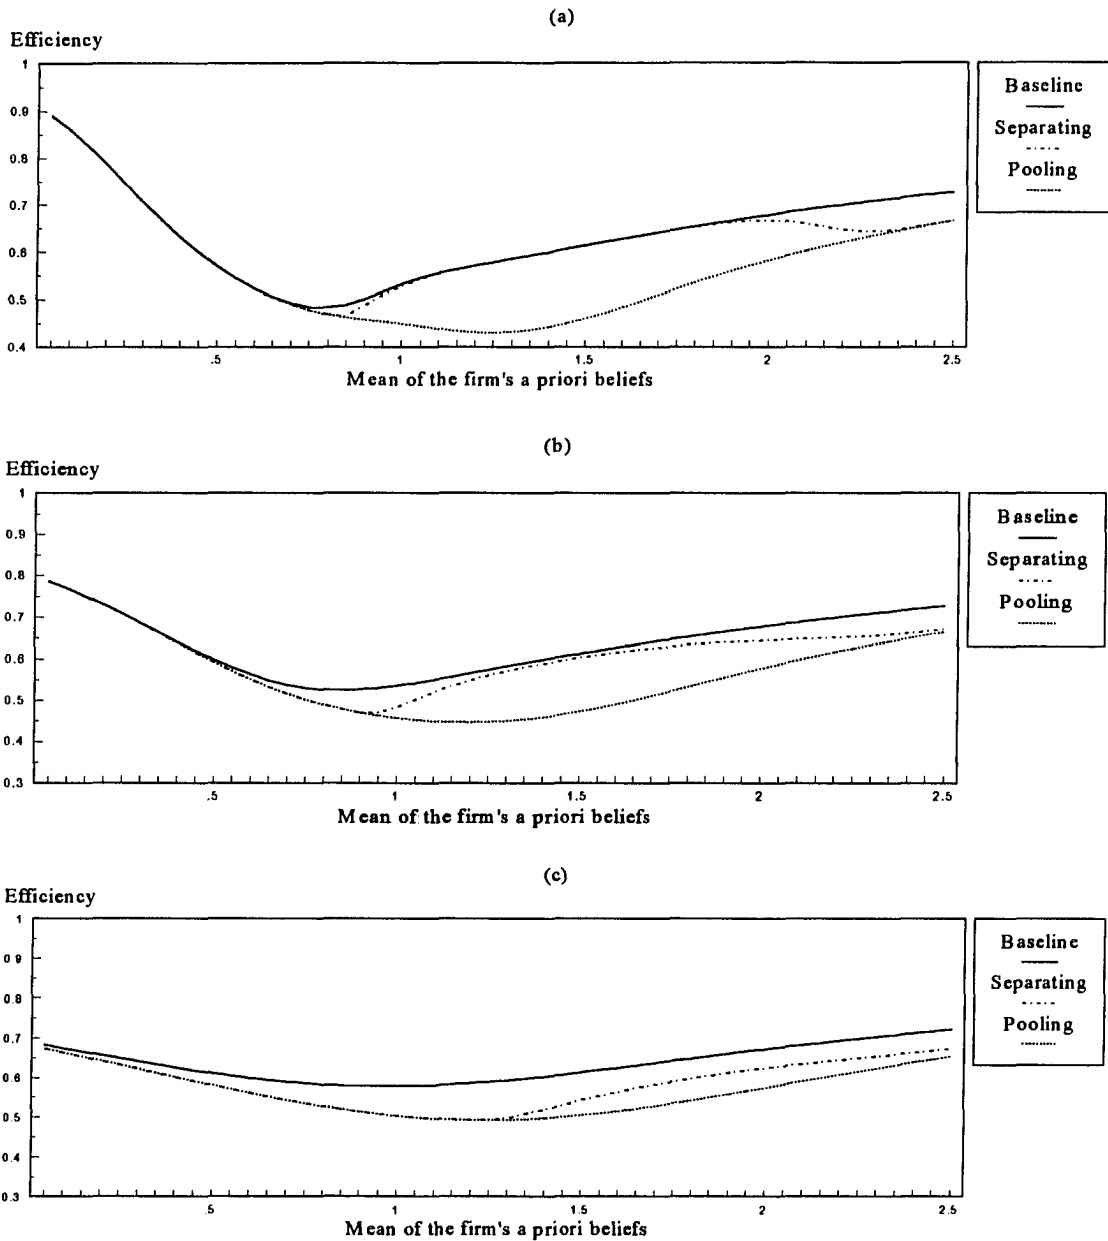 (a)
Efficiency
1
0.9
0.8
0.7
0.6
0.5
0.4
.5
1
1.5
2
2.5
Mean of the firm's a priori beliefs
Baseline
Separating
Pooling
(b)
Efficiency
1
0.9
0.8
0.7
0.6
0.5
0.4
0.3
.5
1
1.5
2
2.5
Mean of the firm's a priori beliefs
Baseline
Separating
Pooling
(c)
Efficiency
1
0.9
0.8
0.7
0.6
0.5
0.4
0.3
.5
1
1.5
2
2.5
Mean of the firm's a priori beliefs
Baseline
Separating
Pooling